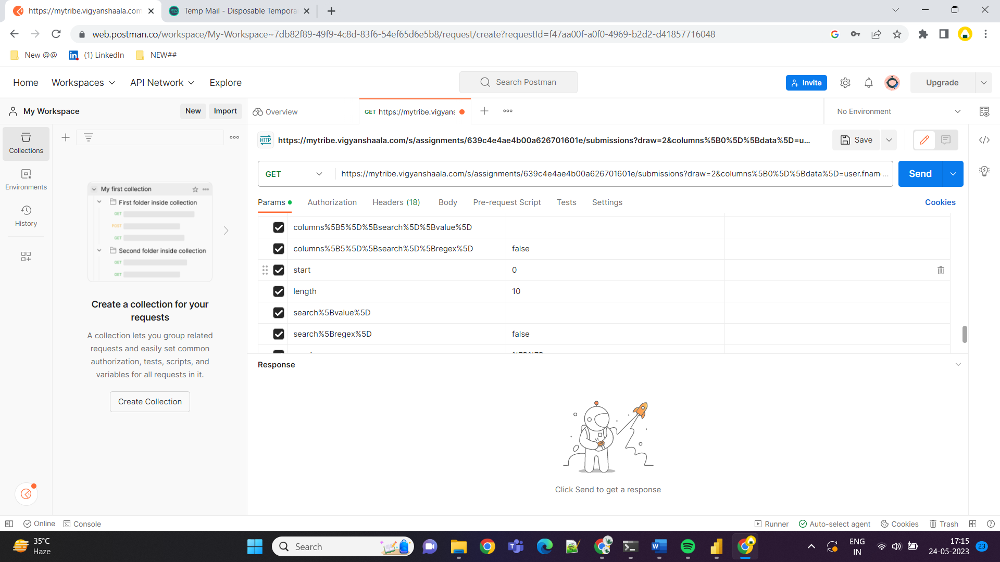 https://mytribe.vigyanshaala.com
Temp Mail - Disposable Tempora
web.postman.co/workspace/My-Workspace~7db82f89-49f9-4c8d-83f6-54ef65d6e5b8/request/create?requestId=f47aa00f-a0f0-4969-b2d2-d41857716048
New @@
(1) LinkedIn
NEW##
Home
Workspaces
API Network
Explore
Search Postman
Invite
Upgrade
My Workspace
New
Import
Overview
GET https://mytribe.vigyans
No Environment
Collections
Environments
History
My first collection
First folder inside collection
GET
POST
GET
Second folder inside collection
GET
GET
Create a collection for your
requests
A collection lets you group related
requests and easily set common
authorization, tests, scripts, and
variables for all requests in it.
Create Collection
HTTP
https://mytribe.vigyanshaala.com/s/assignments/639c4e4ae4b00a626701601e/submissions?draw=2&columns%5B0%5D%5Bdata%5D=u...
Save
GET
https://mytribe.vigyanshaala.com/s/assignments/639c4e4ae4b00a626701601e/submissions?draw=2&columns%5B0%5D%5Bdata%5D=user.fname...
Send
Params
Authorization
Headers (18)
Body
Pre-request Script
Tests
Settings
Cookies
columns%5B5%5D%5Bsearch%5D%5Bvalue%5D
columns%5B5%5D%5Bsearch%5D%5Bregex%5D false
start 0
length 10
search%5Bvalue%5D
search%5Bregex%5D false
Response
Click Send to get a response
Online
Console
Runner
Auto-select agent
Cookies
Trash
35°C
Haze
Search
ENG
IN
17:15
24-05-2023
23